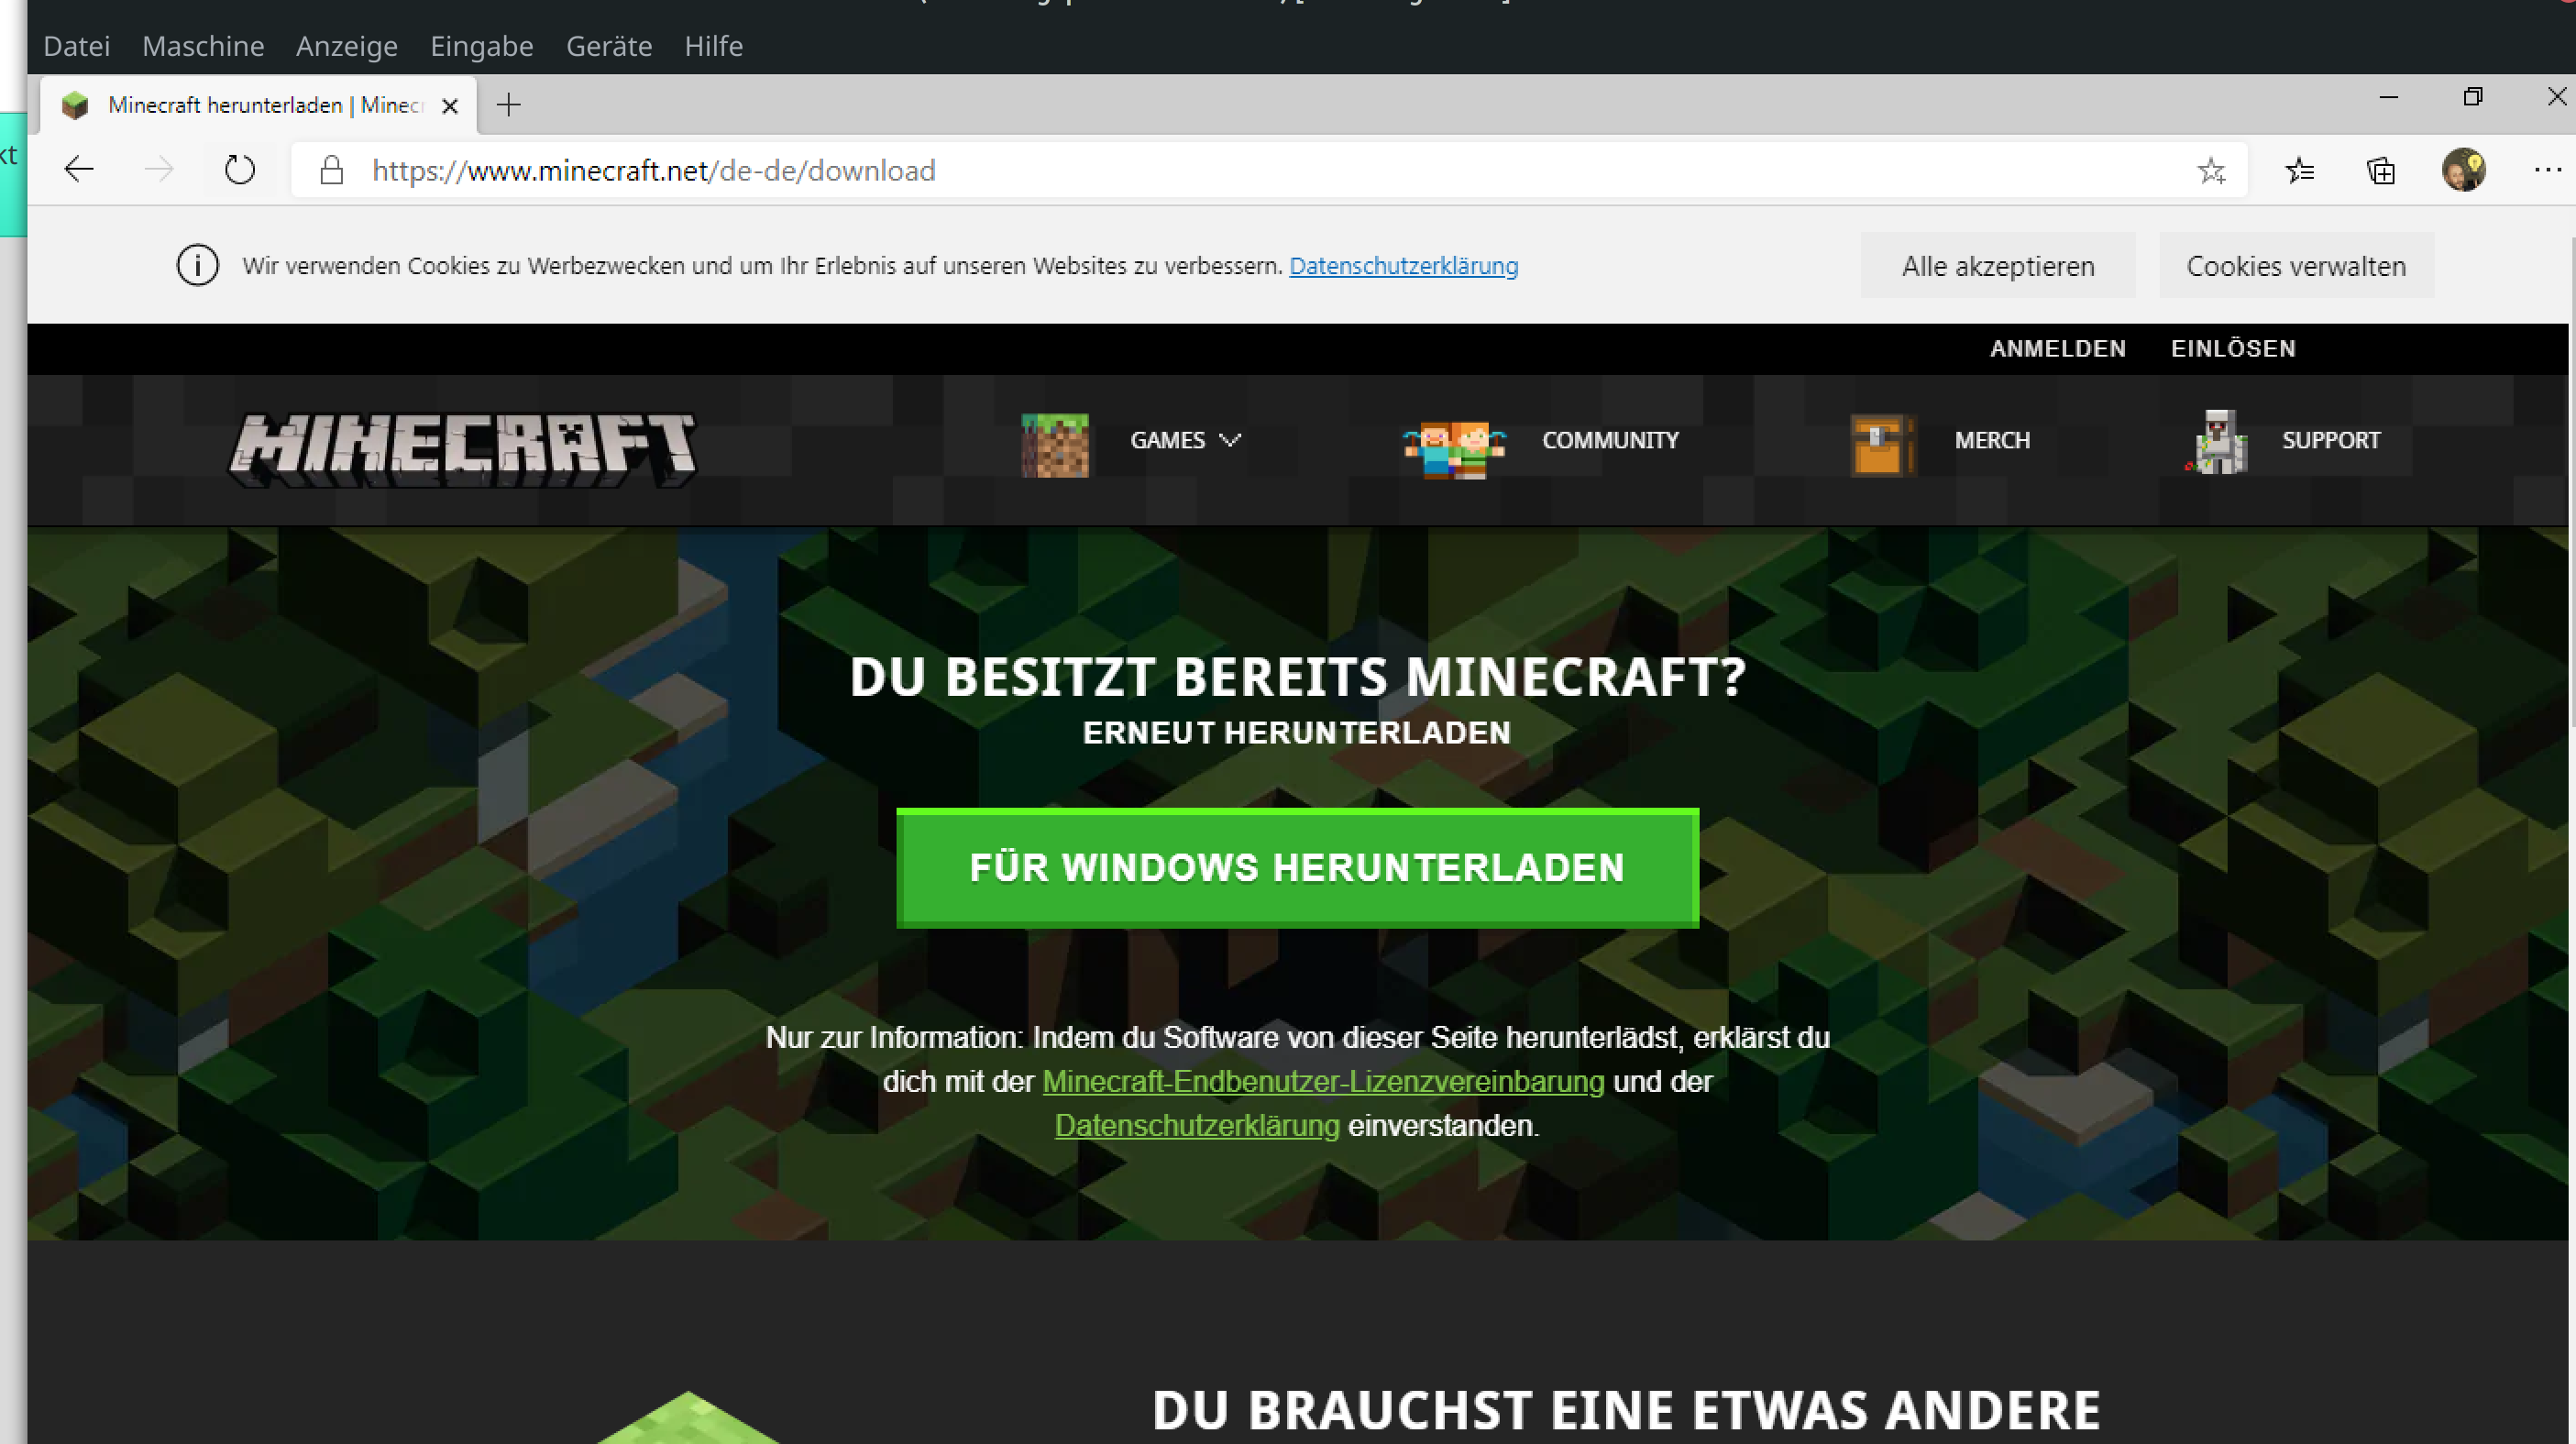 Datei Maschine Anzeige Eingabe Geräte Hilfe
Minecraft herunterladen | Minecr
kt
https://www.minecraft.net/de-de/download
Wir verwenden Cookies zu Werbezwecken und um Ihr Erlebnis auf unseren Websites zu verbessern. Datenschutzerklärung
Alle akzeptieren Cookies verwalten
ANMELDEN EINLÖSEN
MINECRAFT GAMES COMMUNITY MERCH SUPPORT
DU BESITZT BEREITS MINECRAFT?
ERNEUT HERUNTERLADEN
FÜR WINDOWS HERUNTERLADEN
Nur zur Information: Indem du Software von dieser Seite herunterlädst, erklärst du
dich mit der Minecraft-Endbenutzer-Lizenzvereinbarung und der
Datenschutzerklärung einverstanden.
DU BRAUCHST EINE ETWAS ANDERE